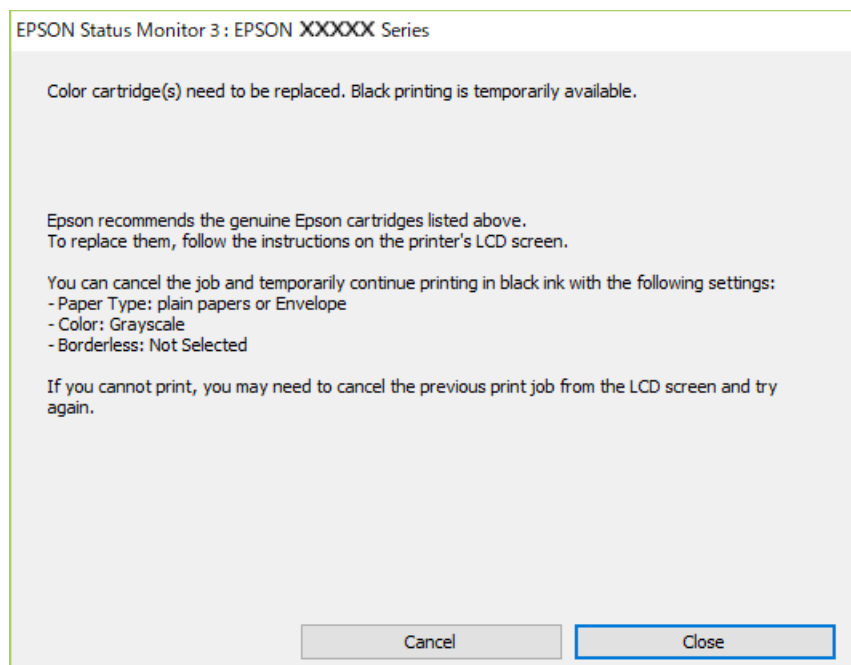 EPSON Status Monitor 3 : EPSON XXXXX Series
Color cartridge(s) need to be replaced. Black printing is temporarily available.
Epson recommends the genuine Epson cartridges listed above.
To replace them, follow the instructions on the printer's LCD screen.
You can cancel the job and temporarily continue printing in black ink with the following settings:
- Paper Type: plain papers or Envelope
- Color: Grayscale
- Borderless: Not Selected
If you cannot print, you may need to cancel the previous print job from the LCD screen and try
again.
Cancel Close